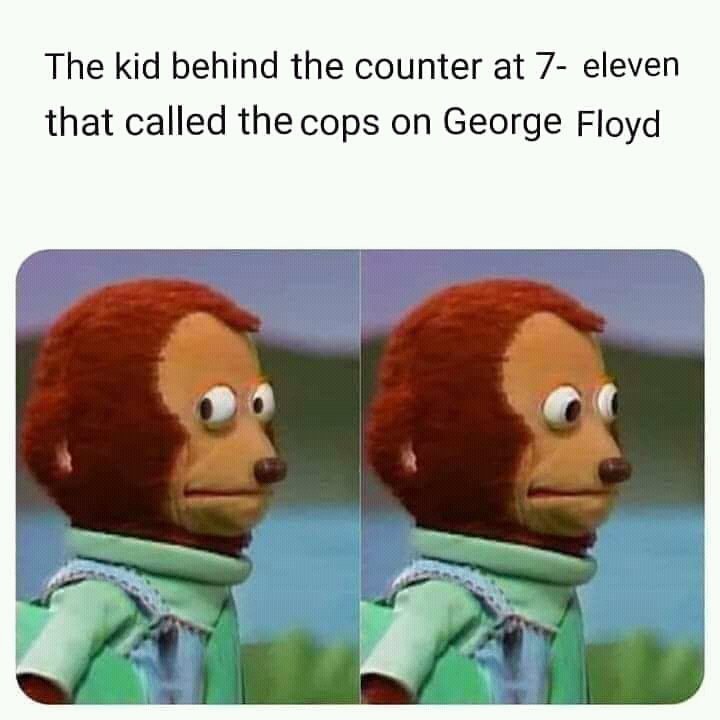 The kid behind the counter at 7- eleven
that called the cops on George Floyd